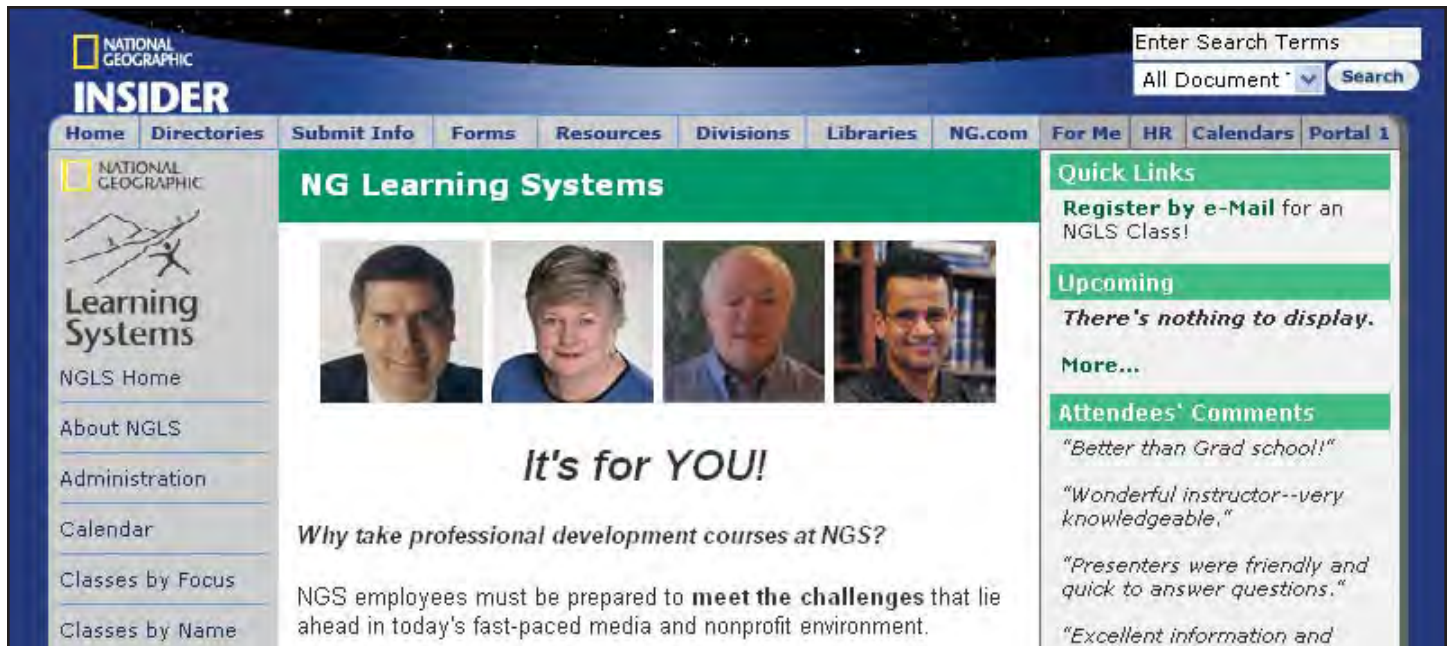 NATIONAL
GEOGRAPHIC
INSIDER
Enter Search Terms
All Document
Search
Home Directories Submit Info Forms Resources Divisions Libraries NG.com For Me HR Calendars Portal 1
NATIONAL
GEOGRAPHIC
Learning
Systems
NGLS Home
About NGLS
Administration
Calendar
Classes by Focus
Classes by Name
NG Learning Systems
It's for YOU!
Why take professional development courses at NGS?
NGS employees must be prepared to meet the challenges that lie
ahead in today's fast-paced media and nonprofit environment.
Quick Links
Register by e-Mail for an
NGLS Class!
Upcoming
There's nothing to display.
More...
Attendees' Comments
"Better than Grad school!"
"Wonderful instructor--very
knowledgeable."
"Presenters were friendly and
quick to answer questions."
"Excellent information and